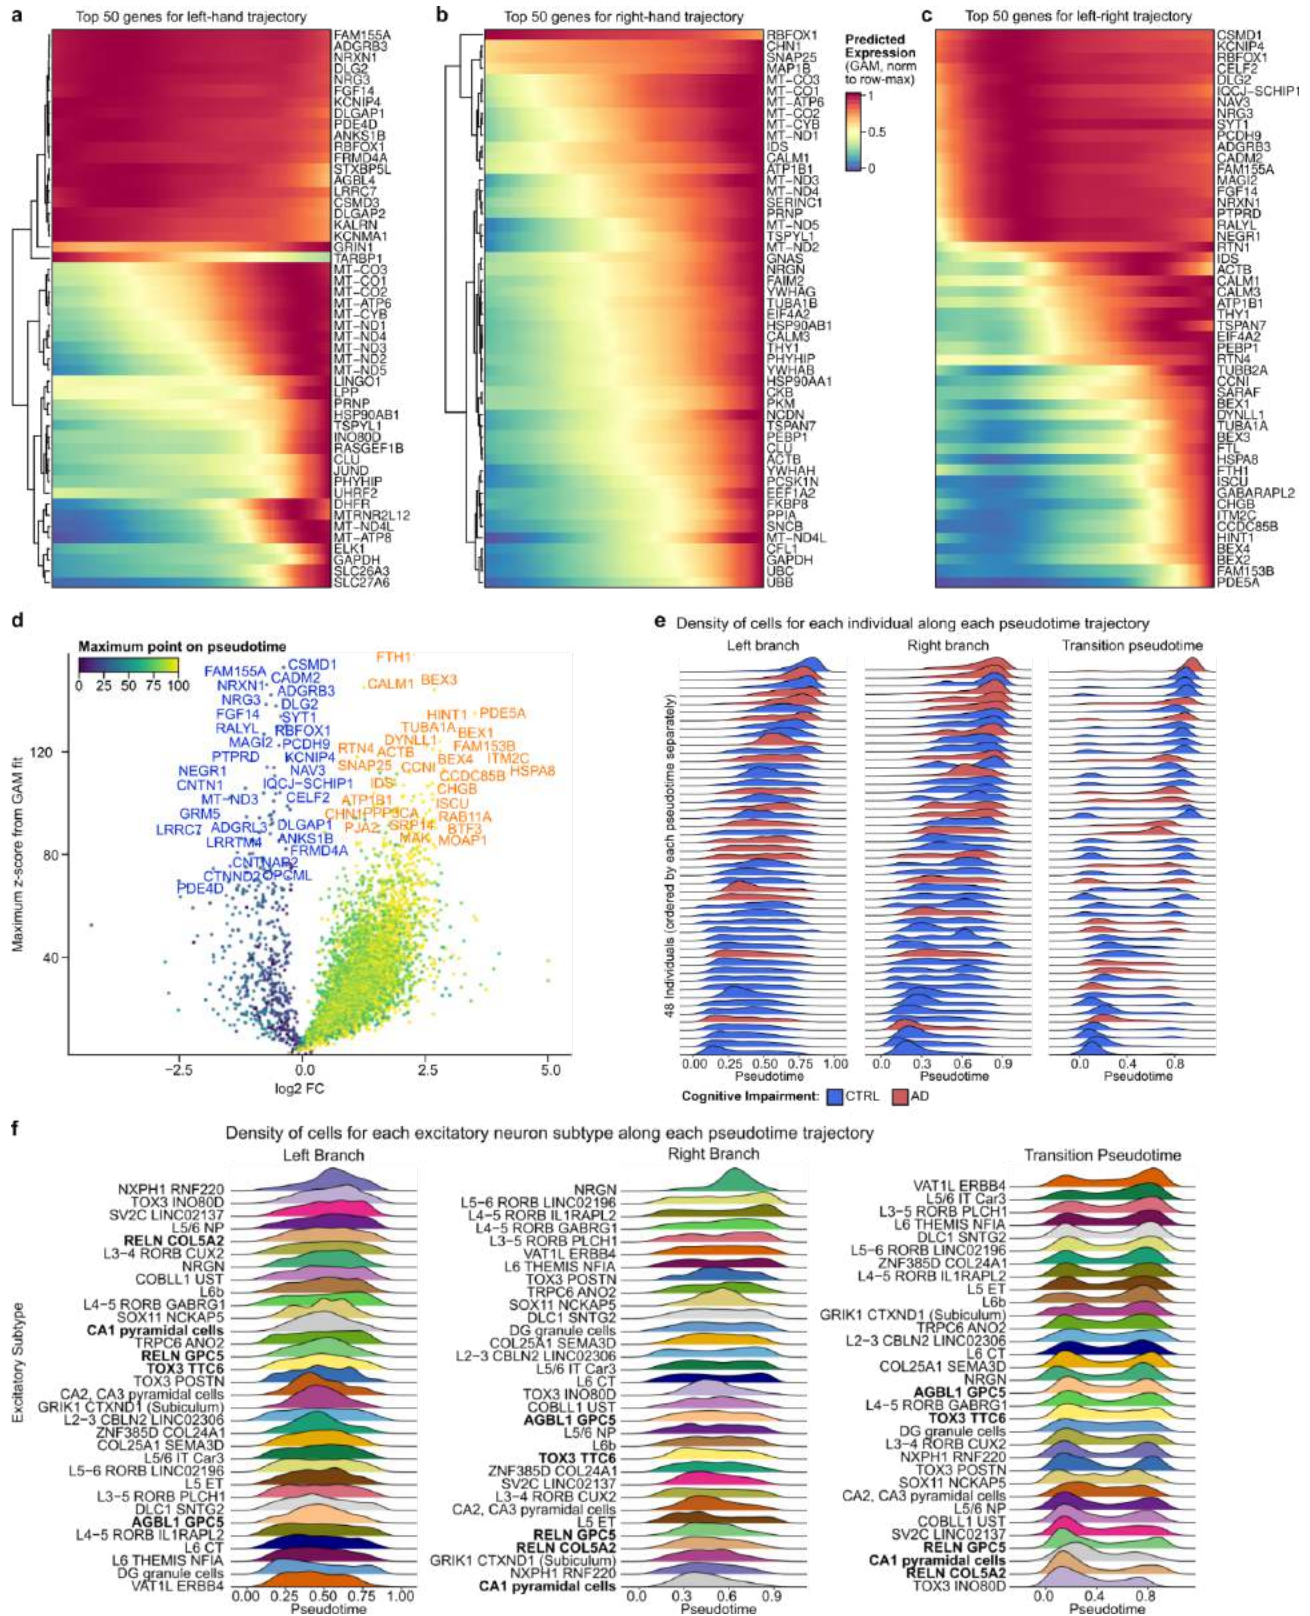 a
Top 50 genes for left-hand trajectory
FAM155A
ADGRB3
NRXN1
DLG2
NRG3
FGF14
KCNIP4
DLGAP1
PDE4D
ANKS1B
RBFOX1
FRMD4A
STXBP5L
AGBL4
LRRC7
CSMD3
DLGAP2
KALRN
KCNMA1
GRIN1
TARBP1
MT-CO3
MT-CO1
MT-CO2
MT-ATP6
MT-CYB
MT-ND1
MT-ND4
MT-ND3
MT-ND2
MT-ND5
LINGO1
LPP
PRNP
HSP90AB1
TSPYL1
INO80D
RASGEF1B
CLU
JUND
PHYHIP
UHRF2
DHFR
MTRNR2L12
MT-ND4L
MT-ATP8
ELK1
GAPDH
SLC26A3
SLC27A6
b
Top 50 genes for right-hand trajectory
RBFOX1
CHN1
SNAP25
MAP1B
MT-CO3
MT-CO1
MT-ATP6
MT-CO2
MT-CYB
MT-ND1
IDS
CALM1
ATP1B1
MT-ND3
MT-ND4
SERINC1
PRNP
MT-ND5
TSPYL1
MT-ND2
GNAS
NRGN
FAIM2
YWHAG
TUBA1B
EIF4A2
HSP90AB1
CALM3
THY1
PHYHIP
YWHAB
HSP90AA1
CKB
PKM
NCDN
TSPAN7
PEBP1
CLU
ACTB
YWHAH
PCSK1N
EEF1A2
FKBP8
PPIA
SNCB
MT-ND4L
CFL1
GAPDH
UBC
UBB
Predicted
Expression
(GAM, norm
to row-max)
1
0.5
0
c
Top 50 genes for left-right trajectory
CSMD1
KCNIP4
RBFOX1
CELF2
DLG2
IQCJ-SCHIP1
NAV3
NRG3
SYT1
PCDH9
ADGRB3
CADM2
FAM155A
MAGI2
FGF14
NRXN1
PTPRD
RALYL
NEGR1
RTN1
IDS
ACTB
CALM1
CALM3
ATP1B1
THY1
TSPAN7
EIF4A2
PEBP1
RTN4
TUBB2A
CCNI
SARAF
BEX1
DYNLL1
TUBA1A
BEX3
FTL
HSPA8
FTH1
ISCU
GABARAPL2
CHGB
ITM2C
CCDC85B
HINT1
BEX4
BEX2
FAM153B
PDE5A
d
Maximum point on pseudotime
0 25 50 75 100
FAM155A
CSMD1
CADM2
NRXN1
ADGRB3
NRG3
DLG2
FGF14
SYT1
RALYL
RBFOX1
MAGI2
PCDH9
PTPRD
KCNIP4
NEGR1
NAV3
CNTN1
IQCJ-SCHIP1
MT-ND3
CELF2
GRM5
LRRC7
ADGRL3
DLGAP1
LRRTM4
ANKS1B
FRMD4A
CNTNAP2
CTNND2
OPCML
PDE4D
FTH1
CALM1
BEX3
HINT1
PDE5A
TUBA1A
BEX1
DYNLL1
FAM153B
RTN4
ACTB
BEX4
ITM2C
SNAP25
CCNI
HSPA8
CCDC85B
IDS
CHGB
ATP1B1
ISCU
CHN1
PPP3CA
RAB11A
PJA2
SRP14
BTF3
MAK
MOAP1
120
80
40
Maximum z-score from GAM fit
-2.5 0.0 2.5 5.0
log2 FC
e
Density of cells for each individual along each pseudotime trajectory
Left branch
Right branch
Transition pseudotime
48 Individuals (ordered by each pseudotime separately)
0.00 0.25 0.50 0.75 1.00
0.0 0.3 0.6 0.9
0.0 0.4 0.8
Pseudotime
Pseudotime
Pseudotime
Cognitive Impairment: CTRL AD
f
Density of cells for each excitatory neuron subtype along each pseudotime trajectory
Excitatory Subtype
Left Branch
NXPH1 RNF220
TOX3 INO80D
SV2C LINC02137
L5/6 NP
RELN COL5A2
L3-4 RORB CUX2
NRGN
COBLL1 UST
L6b
L4-5 RORB GABRG1
SOX11 NCKAP5
CA1 pyramidal cells
TRPC6 ANO2
RELN GPC5
TOX3 TTC6
TOX3 POSTN
CA2, CA3 pyramidal cells
GRIK1 CTXND1 (Subiculum)
L2-3 CBLN2 LINC02306
ZNF385D COL24A1
COL25A1 SEMA3D
L5/6 IT Car3
L5-6 RORB LINC02196
L5 ET
L3-5 RORB PLCH1
DLC1 SNTG2
AGBL1 GPC5
L4-5 RORB IL1RAPL2
L6 CT
L6 THEMIS NFIA
DG granule cells
VAT1L ERBB4
0.00 0.25 0.50 0.75 1.00
Pseudotime
Right Branch
NRGN
L5-6 RORB LINC02196
L4-5 RORB IL1RAPL2
L4-5 RORB GABRG1
L3-5 RORB PLCH1
VAT1L ERBB4
L6 THEMIS NFIA
TOX3 POSTN
TRPC6 ANO2
SOX11 NCKAP5
DLC1 SNTG2
DG granule cells
COL25A1 SEMA3D
L2-3 CBLN2 LINC02306
L5/6 IT Car3
L6 CT
TOX3 INO80D
COBLL1 UST
AGBL1 GPC5
L5/6 NP
L6b
TOX3 TTC6
ZNF385D COL24A1
SV2C LINC02137
L3-4 RORB CUX2
CA2, CA3 pyramidal cells
L5 ET
RELN GPC5
RELN COL5A2
GRIK1 CTXND1 (Subiculum)
NXPH1 RNF220
CA1 pyramidal cells
0.0 0.3 0.6 0.9
Pseudotime
Transition Pseudotime
VAT1L ERBB4
L5/6 IT Car3
L3-5 RORB PLCH1
L6 THEMIS NFIA
DLC1 SNTG2
L5-6 RORB LINC02196
ZNF385D COL24A1
L4-5 RORB IL1RAPL2
L5 ET
L6b
GRIK1 CTXND1 (Subiculum)
TRPC6 ANO2
L2-3 CBLN2 LINC02306
L6 CT
COL25A1 SEMA3D
NRGN
AGBL1 GPC5
L4-5 RORB GABRG1
TOX3 TTC6
DG granule cells
L3-4 RORB CUX2
NXPH1 RNF220
TOX3 POSTN
SOX11 NCKAP5
CA2, CA3 pyramidal cells
L5/6 NP
COBLL1 UST
SV2C LINC02137
RELN GPC5
CA1 pyramidal cells
RELN COL5A2
TOX3 INO80D
0.0 0.4 0.8
Pseudotime